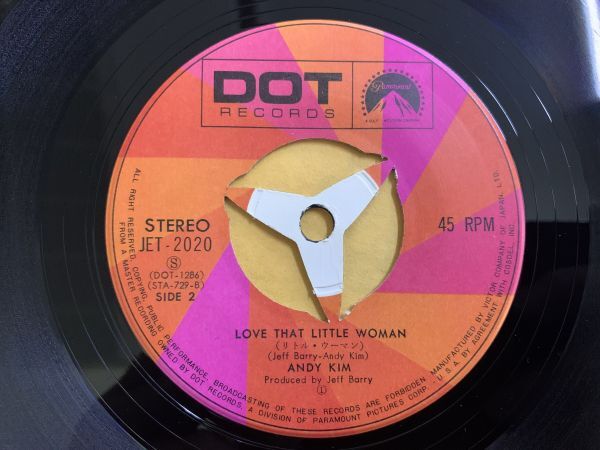 DOT
RECORDS
Paramount
STEREO
JET-2020
Ⓢ
(DOT-1286)
(STA-729-B)
SIDE 2
45 RPM
LOVE THAT LITTLE WOMAN
(リトル・ウーマン)
(Jeff Barry-Andy Kim)
ANDY KIM
Produced by Jeff Barry
①
ALL RIGHT RESERVED. COPYING, PUBLIC PERFORMANCE, BROADCASTING OF THESE RECORDS ARE FORBIDDEN. MANUFACTURED BY VICTOR COMPANY OF JAPAN, LTD.
FROM A MASTER RECORDING OWNED BY DOT RECORDS, A DIVISION OF PARAMOUNT PICTURES CORP., U.S.A. BY AGREEMENT WITH COSDEL, INC.